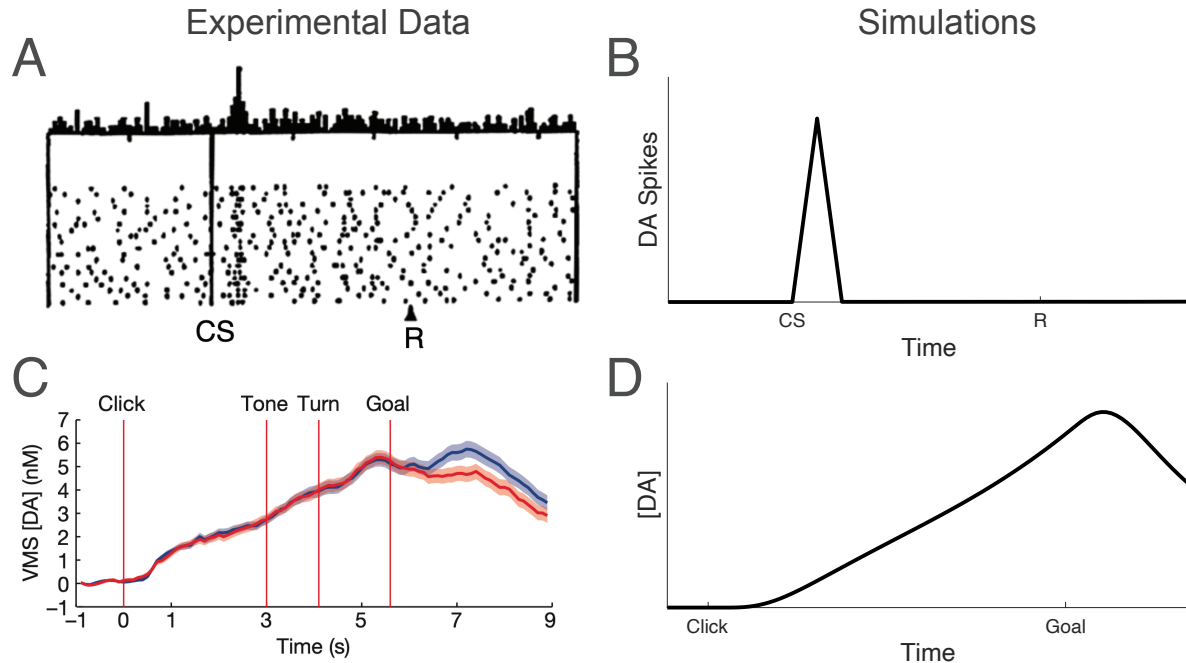 Experimental Data
Simulations
A
CS
R
B
DA Spikes
CS
R
Time
C
Click
Tone
Turn
Goal
VMS [DA] (nM)
7
6
5
4
3
2
1
0
−1
−1
0
1
3
5
7
9
Time (s)
D
[DA]
Click
Goal
Time